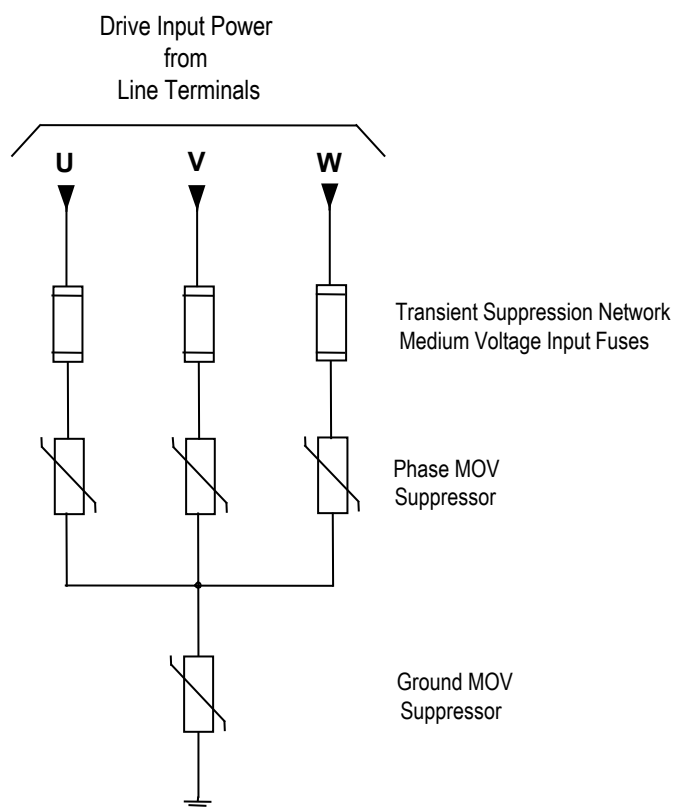 Drive Input Power
from
Line Terminals
U V W
Transient Suppression Network
Medium Voltage Input Fuses
Phase MOV
Suppressor
Ground MOV
Suppressor